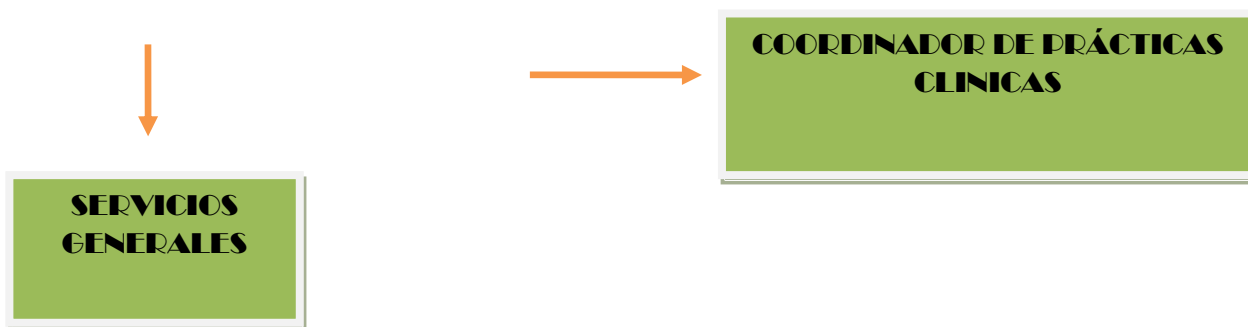 COORDINADOR DE PRÁCTICAS
CLINICAS
SERVICIOS
GENERALES